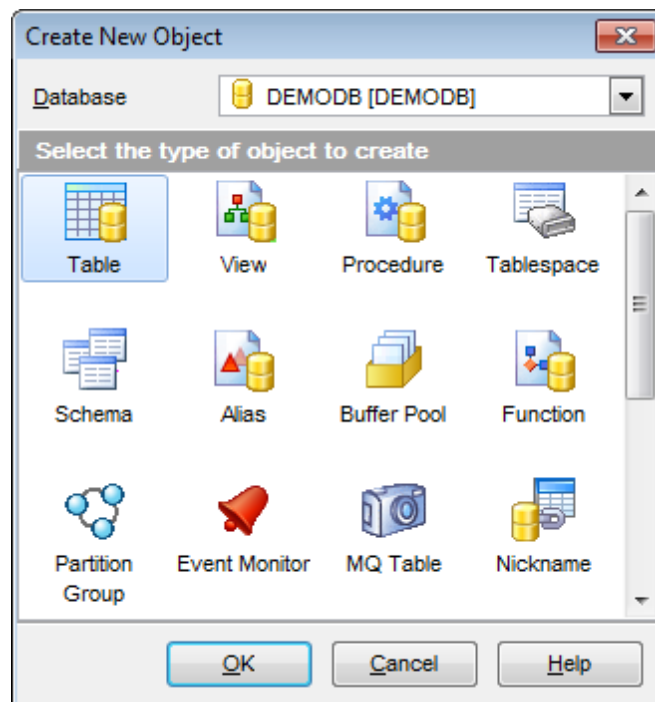 Create New Object
Database DEMODB [DEMODB]
Select the type of object to create
Table View Procedure Tablespace
Schema Alias Buffer Pool Function
Partition Group Event Monitor MQ Table Nickname
OK Cancel Help